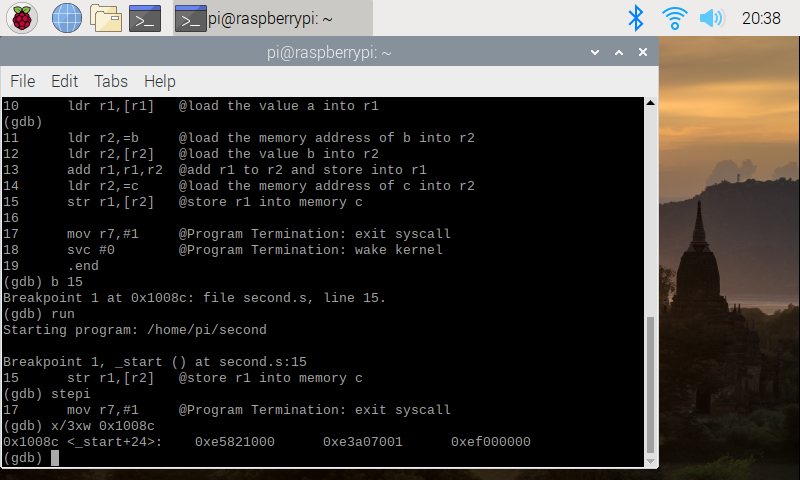 pi@raspberrypi: ~ 20:38
pi@raspberrypi: ~
File Edit Tabs Help
10      ldr r1,[r1]   @load the value a into r1
(gdb)
11      ldr r2,=b     @load the memory address of b into r2
12      ldr r2,[r2]   @load the value b into r2
13      add r1,r1,r2  @add r1 to r2 and store into r1
14      ldr r2,=c     @load the memory address of c into r2
15      str r1,[r2]   @store r1 into memory c
16
17      mov r7,#1     @Program Termination: exit syscall
18      svc #0        @Program Termination: wake kernel
19      .end
(gdb) b 15
Breakpoint 1 at 0x1008c: file second.s, line 15.
(gdb) run
Starting program: /home/pi/second
Breakpoint 1, _start () at second.s:15
15      str r1,[r2]   @store r1 into memory c
(gdb) stepi
17      mov r7,#1     @Program Termination: exit syscall
(gdb) x/3xw 0x1008c
0x1008c <_start+24>:    0xe5821000      0xe3a07001      0xef000000
(gdb)